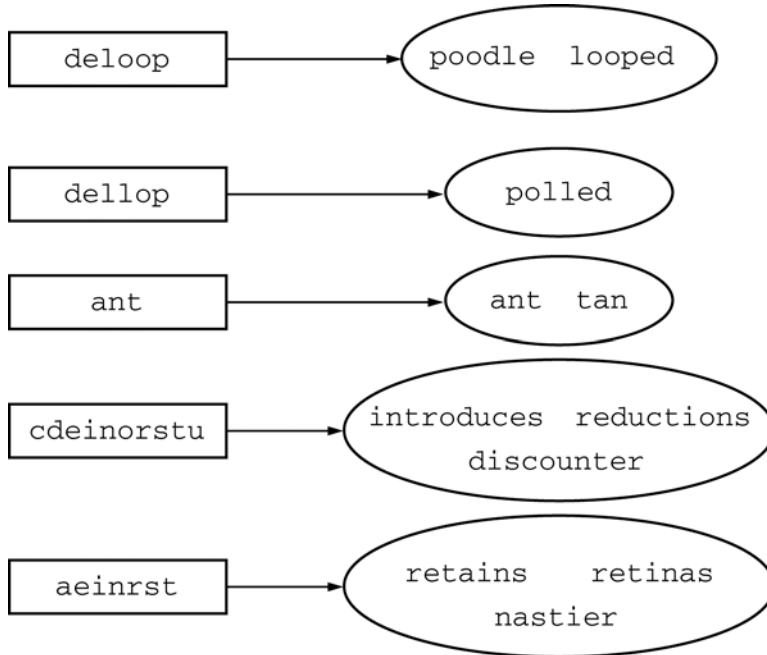 deloop poodle looped
dellop polled
ant ant tan
introduces reductions
cdeinorstu
discounter
retains retinas
aeinrst
nastier